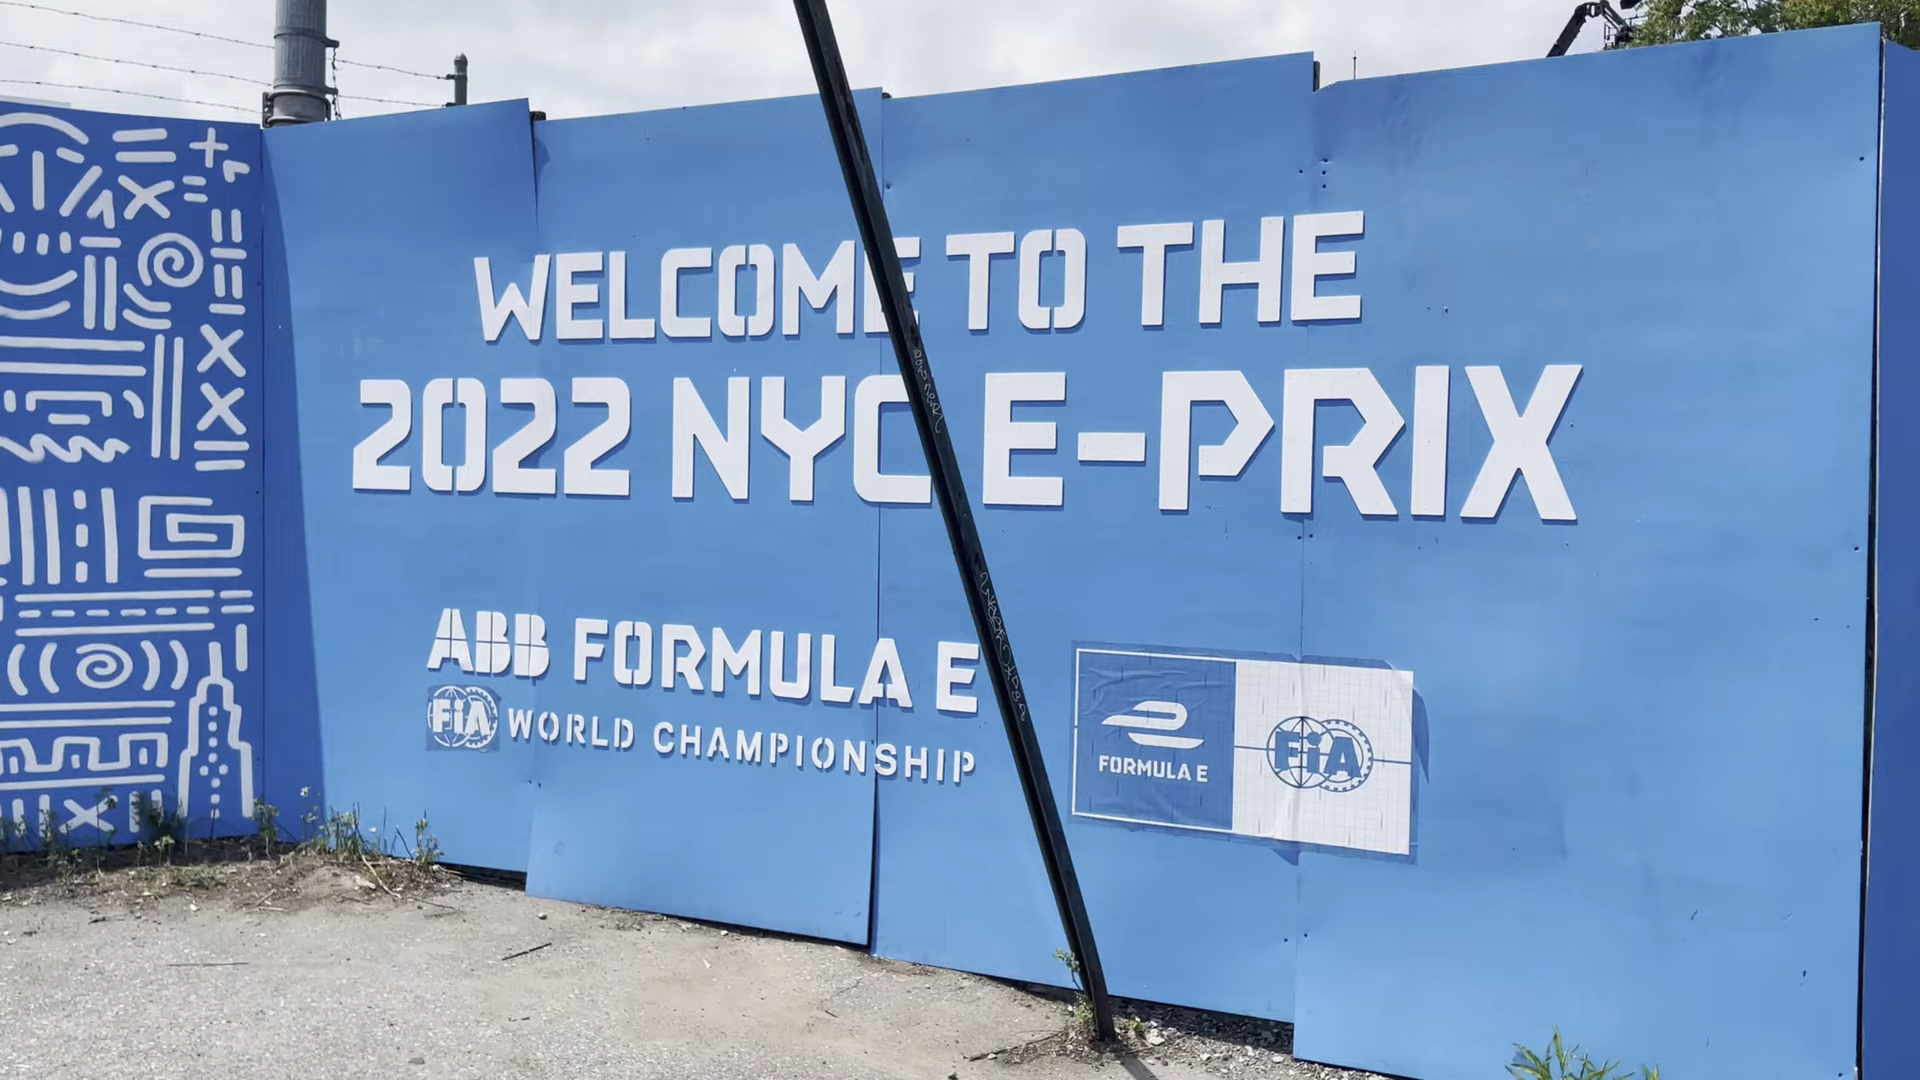 WELCOME TO THE
2022 NYC E-PRIX
ABB FORMULA E
FIA WORLD CHAMPIONSHIP
FORMULA E
FIA